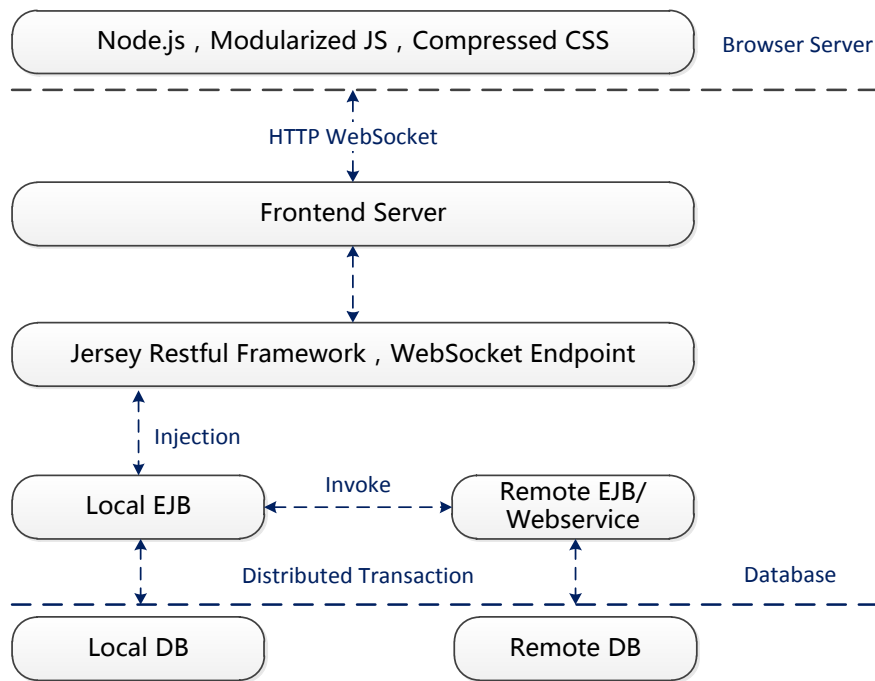 Node.js，Modularized JS，Compressed CSS
Browser Server
HTTP WebSocket
Frontend Server
Jersey Restful Framework，WebSocket Endpoint
Injection
Local EJB
Invoke
Remote EJB/
Webservice
Distributed Transaction
Database
Local DB
Remote DB